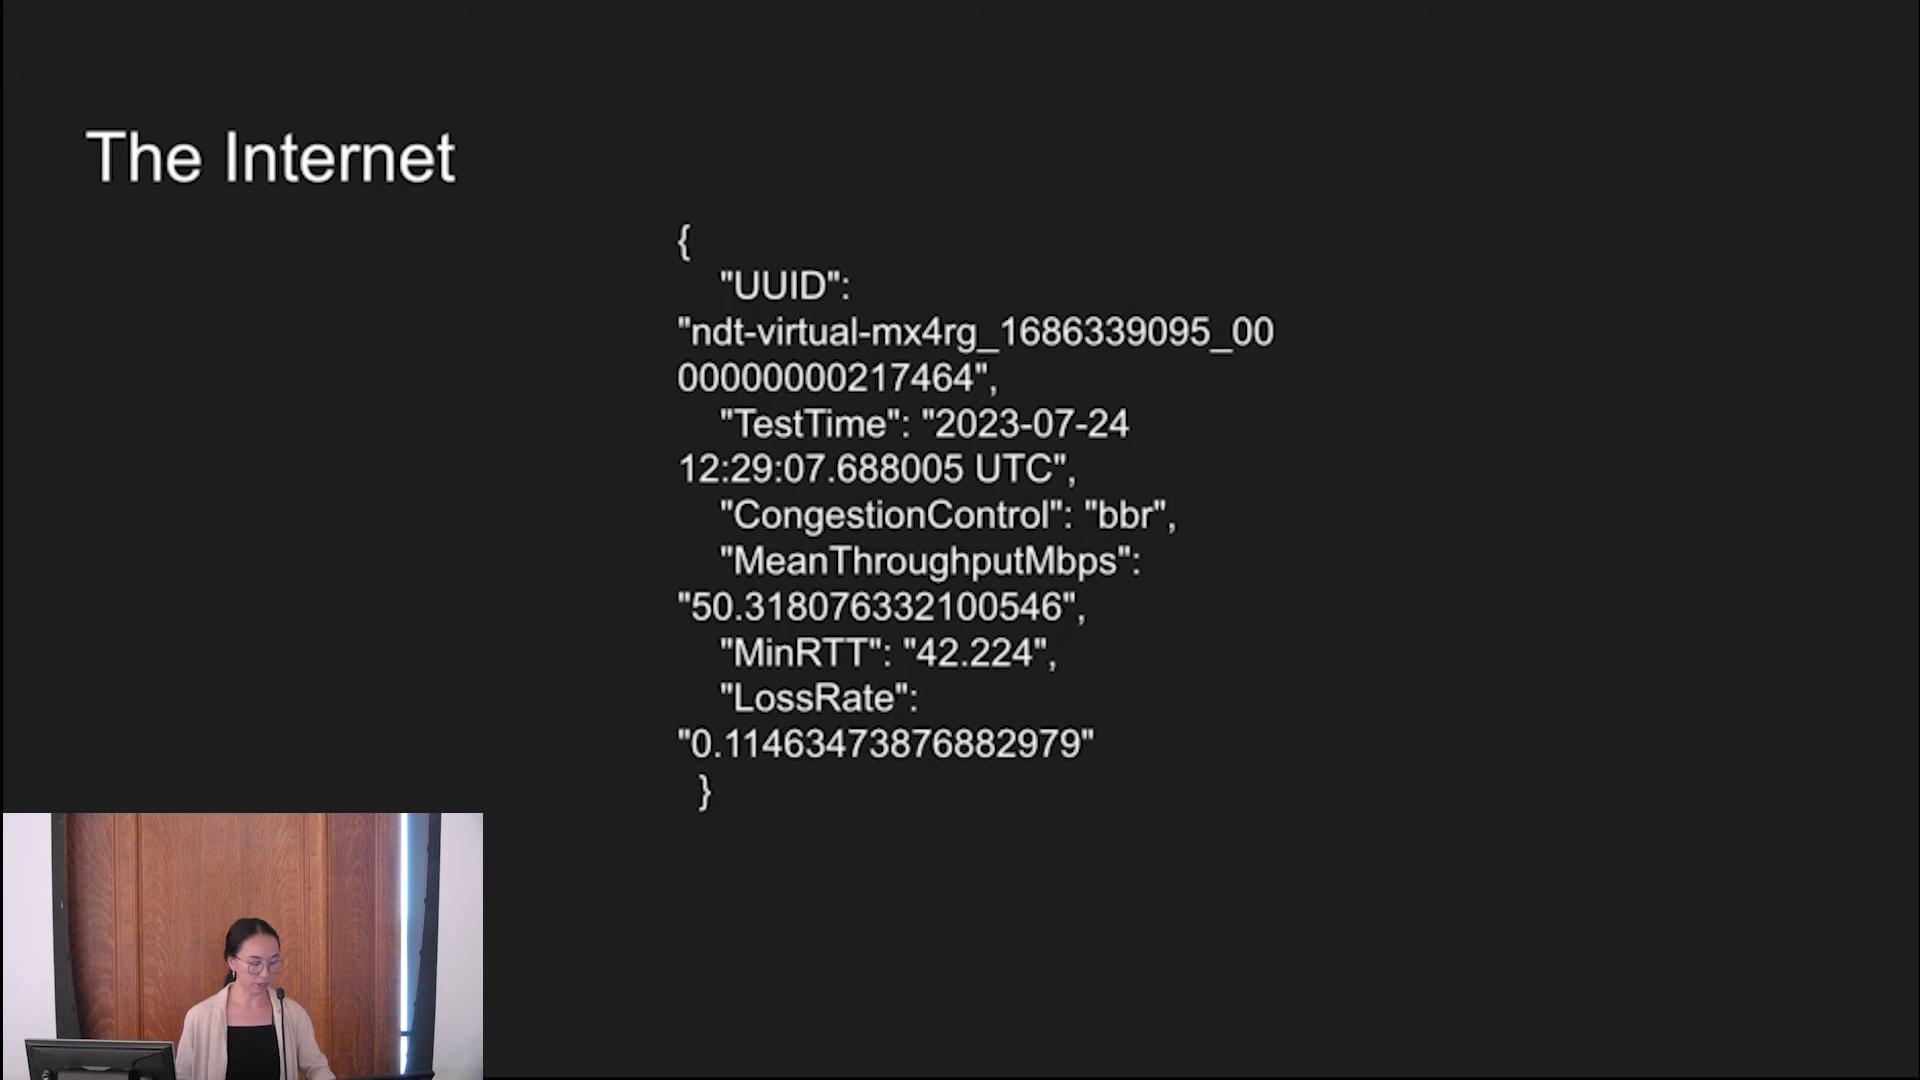 The Internet
{
"UUID":
"ndt-virtual-mx4rg_1686339095_00
00000000217464",
"TestTime": "2023-07-24
12:29:07.688005 UTC",
"CongestionControl": "bbr",
"MeanThroughputMbps":
"50.318076332100546",
"MinRTT": "42.224",
"LossRate":
"0.11463473876882979"
}